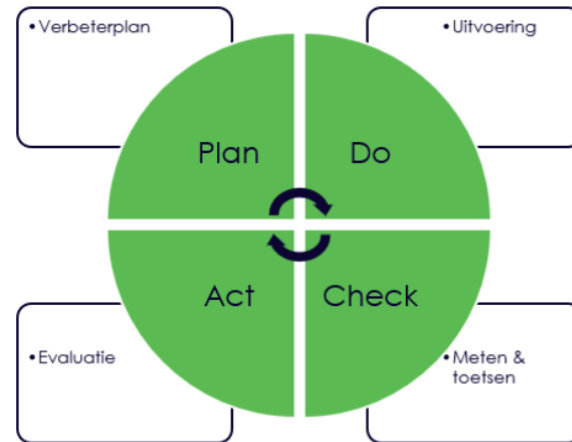 •Verbeterplan
•Uitvoering
Plan
Do
Act
Check
•Evaluatie
•Meten &
toetsen